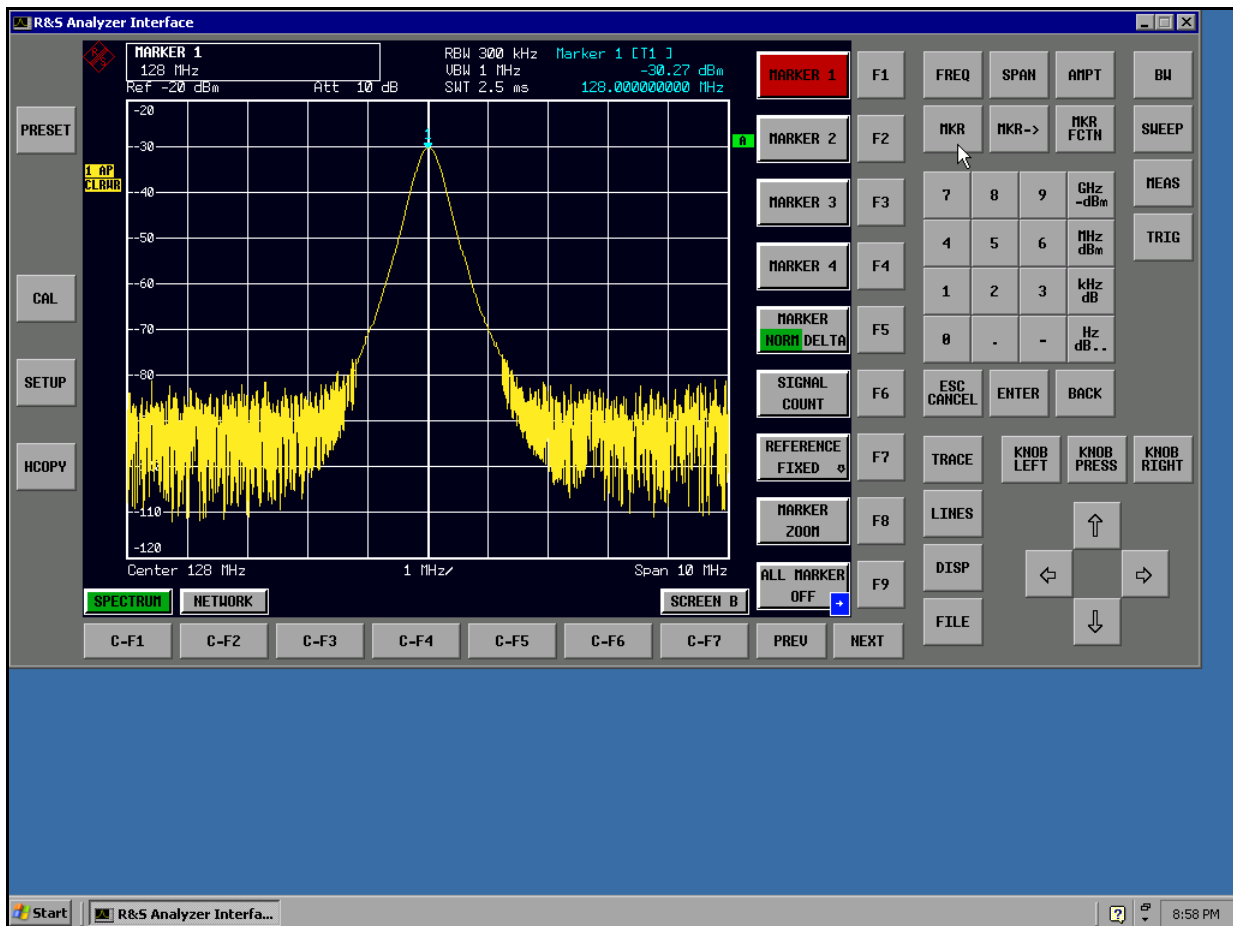 R&S Analyzer Interface
MARKER 1
128 MHz
RBW 300 kHz Marker 1 [T1 ]
VBW 1 MHz -30.27 dBm
Ref -20 dBm Att 10 dB SWT 2.5 ms 128.000000000 MHz
-20
-30
-40
-50
-60
-70
-80
-110
-120
1
A
1 AP
CLRWR
Center 128 MHz 1 MHz/ Span 10 MHz
SPECTRUM NETWORK SCREEN B
PRESET
CAL
SETUP
HCOPY
MARKER 1 F1
MARKER 2 F2
MARKER 3 F3
MARKER 4 F4
MARKER
NORM DELTA F5
SIGNAL
COUNT F6
REFERENCE
FIXED F7
MARKER
ZOOM F8
ALL MARKER
OFF F9
C-F1 C-F2 C-F3 C-F4 C-F5 C-F6 C-F7 PREV NEXT
FREQ SPAN AMPT BW
MKR MKR-> MKR
FCTN SWEEP
7 8 9 GHz
-dBm MEAS
4 5 6 MHz
dBm TRIG
1 2 3 kHz
dB
0 . - Hz
dB..
ESC
CANCEL ENTER BACK
TRACE KNOB
LEFT KNOB
PRESS KNOB
RIGHT
LINES
DISP
FILE
Start R&S Analyzer Interfa... 8:58 PM